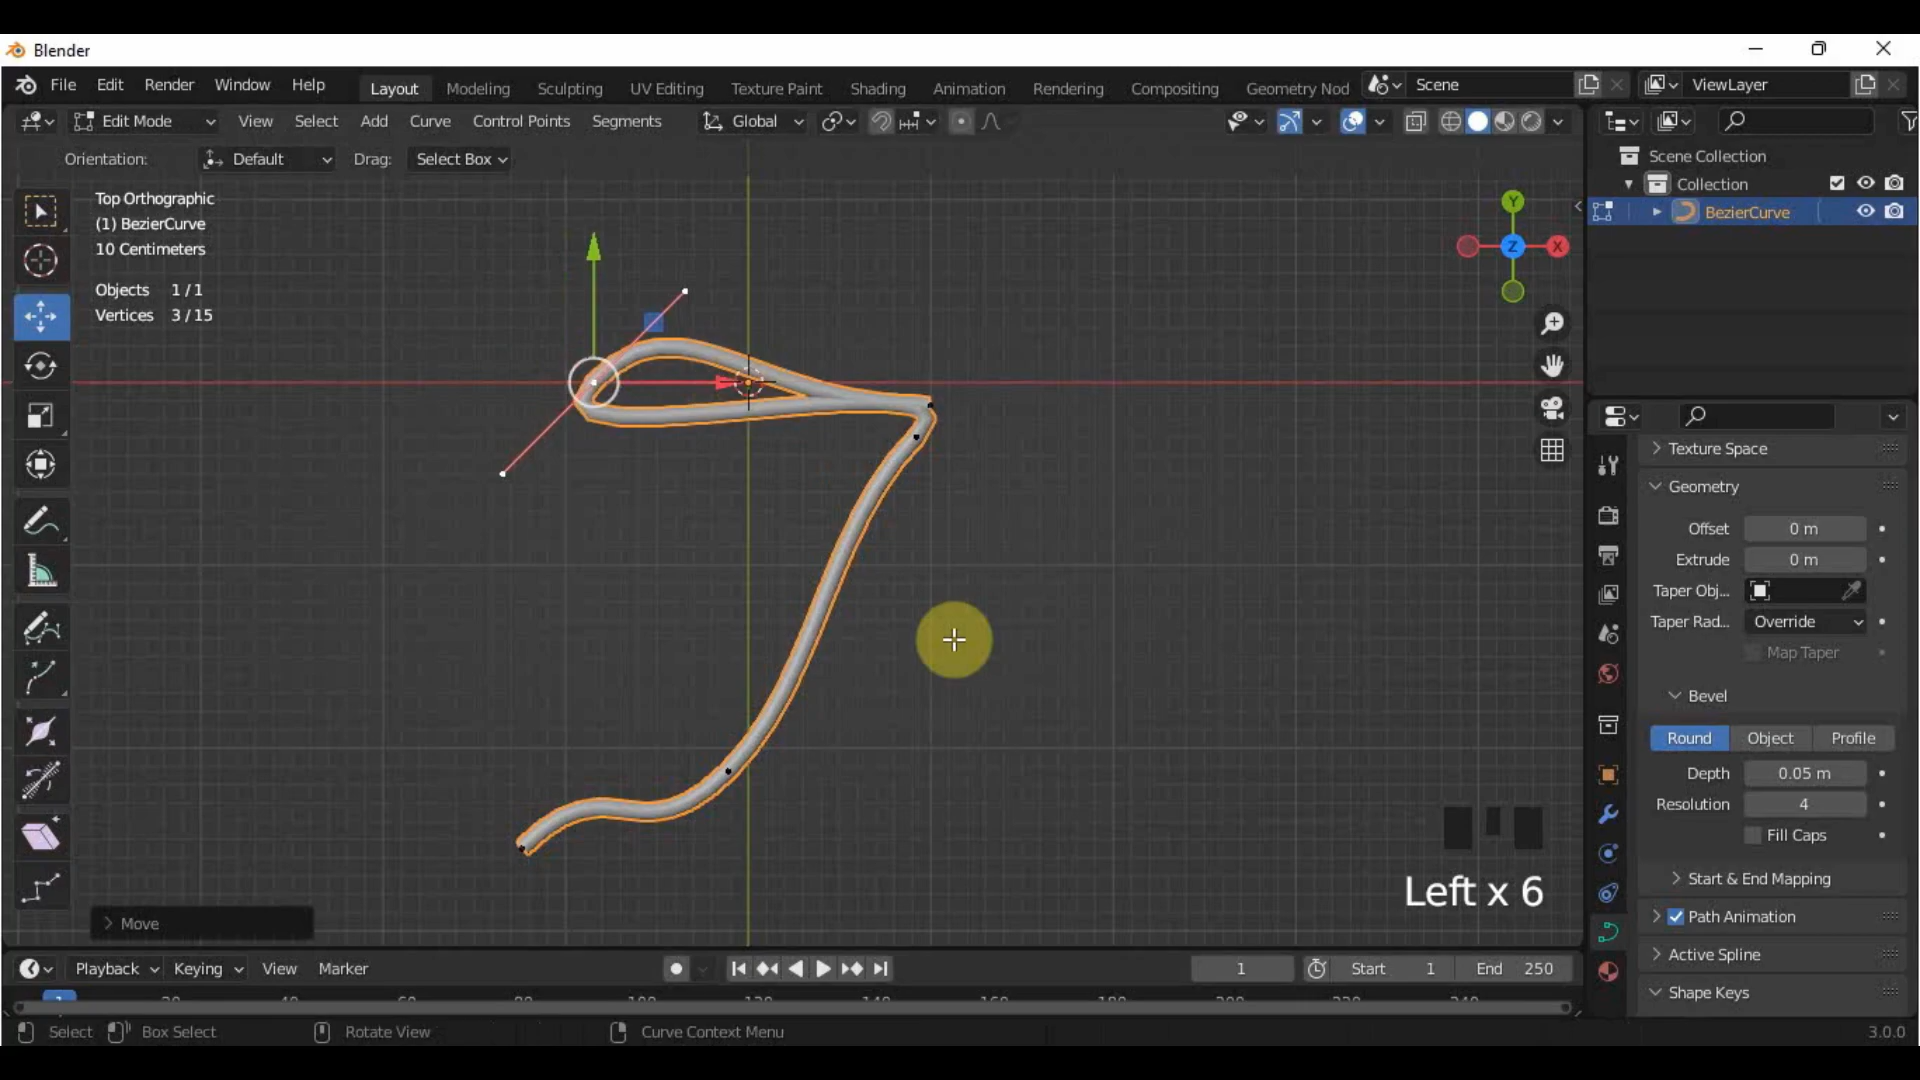 Blender
File Edit Render Window Help Layout Modeling Sculpting UV Editing Texture Paint Shading Animation Rendering Compositing Geometry Nod Scene ViewLayer
Edit Mode View Select Add Curve Control Points Segments Global
Orientation: Default Drag: Select Box
Scene Collection
Collection
BezierCurve
Top Orthographic
(1) BezierCurve
10 Centimeters
Objects 1/1
Vertices 3/15
Y
Z
X
Texture Space
Geometry
Offset 0 m
Extrude 0 m
Taper Obj...
Taper Rad... Override
Map Taper
Bevel
Round Object Profile
Depth 0.05 m
Resolution 4
Fill Caps
Start & End Mapping
Path Animation
Active Spline
Shape Keys
Left x 6
Move
Playback Keying View Marker 1 Start 1 End 250
1
Select Box Select Rotate View Curve Context Menu 3.0.0